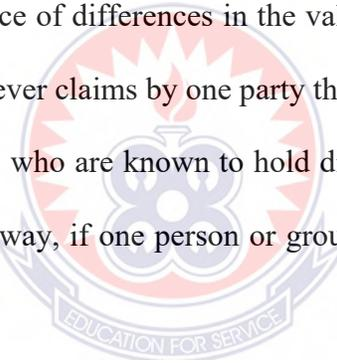 ce of differences in the val
ever claims by one party th
who are known to hold di
way, if one person or grou
EDUCATION FOR SERVICE